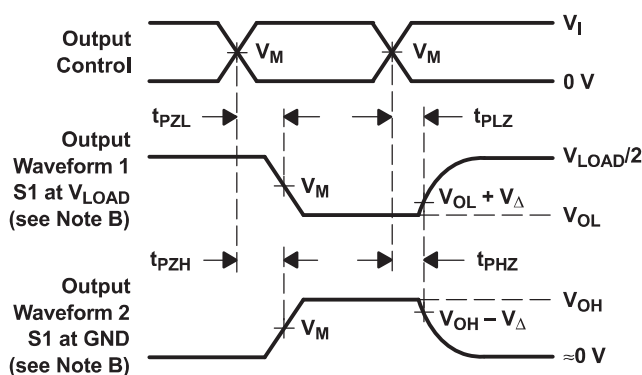 Output
Control
V_M
V_M
V_I
0 V
t_PZL
t_PLZ
Output
Waveform 1
S1 at V_LOAD
(see Note B)
V_M
V_OL + V_Δ
V_LOAD/2
V_OL
t_PZH
t_PHZ
Output
Waveform 2
S1 at GND
(see Note B)
V_M
V_OH − V_Δ
V_OH
≈0 V